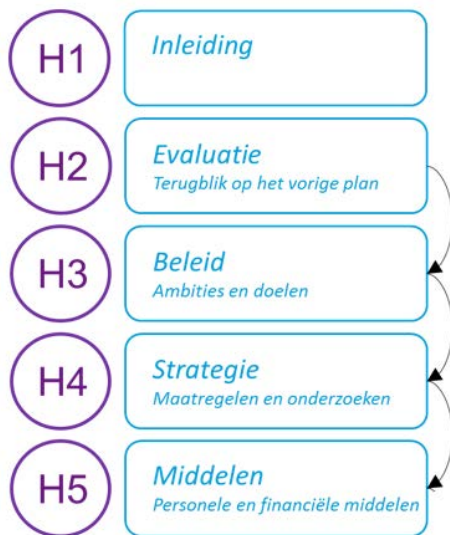 H1
Inleiding
H2
Evaluatie
Terugblik op het vorige plan
H3
Beleid
Ambities en doelen
H4
Strategie
Maatregelen en onderzoeken
H5
Middelen
Personele en financiële middelen